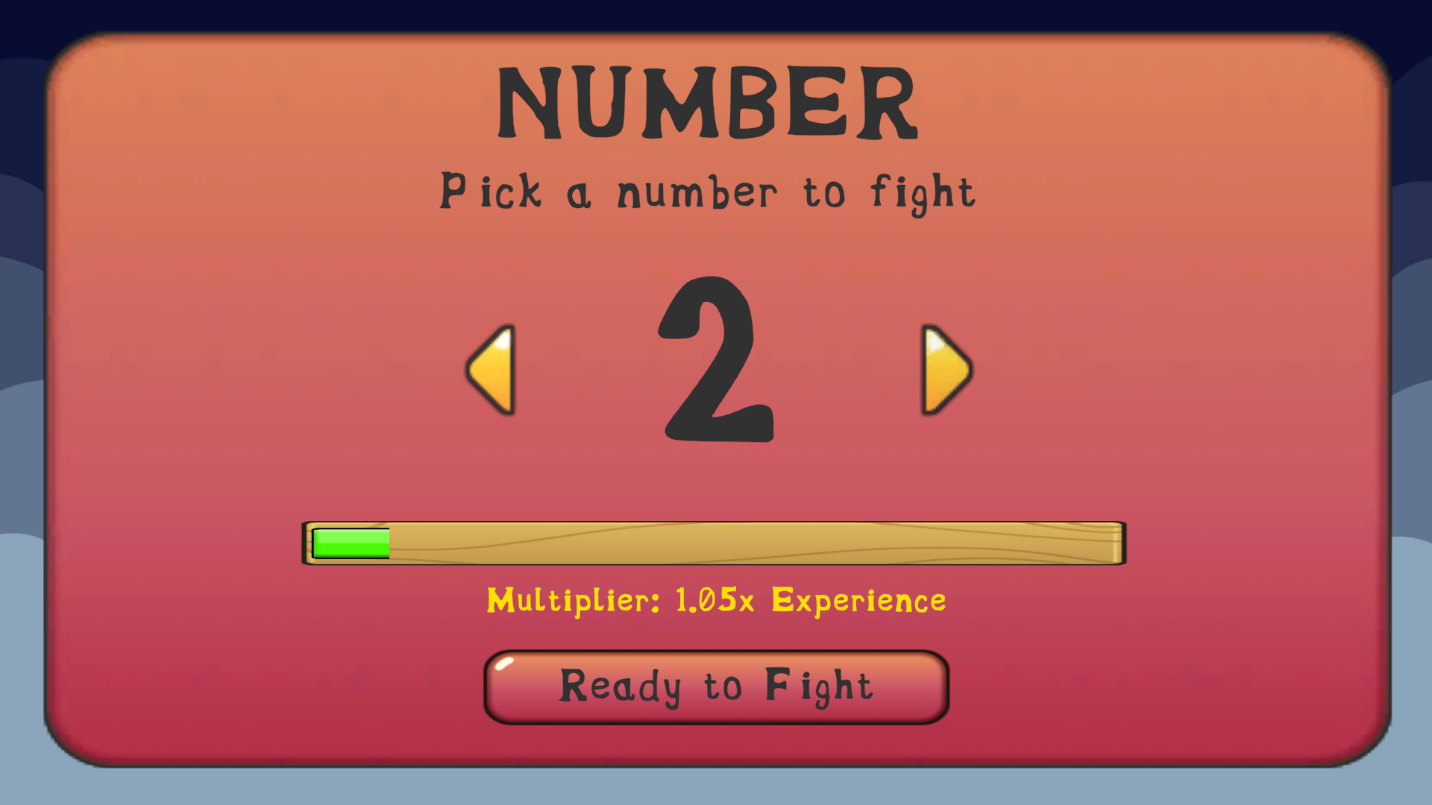 NUMBER
Pick a number to fight
2
Multiplier: 1.05x Experience
Ready to Fight